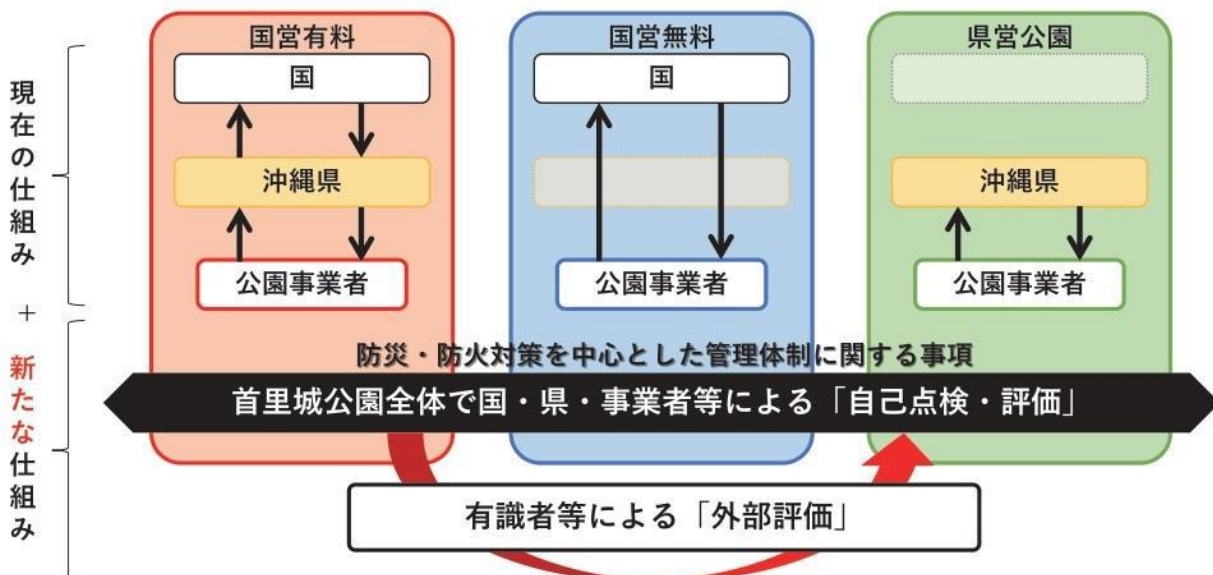 国営有料
国
沖縄県
公園事業者
国営無料
国
公園事業者
県営公園
沖縄県
公園事業者
現在の仕組み
+
新たな仕組み
防災・防火対策を中心とした管理体制に関する事項
首里城公園全体で国・県・事業者等による「自己点検・評価」
有識者等による「外部評価」